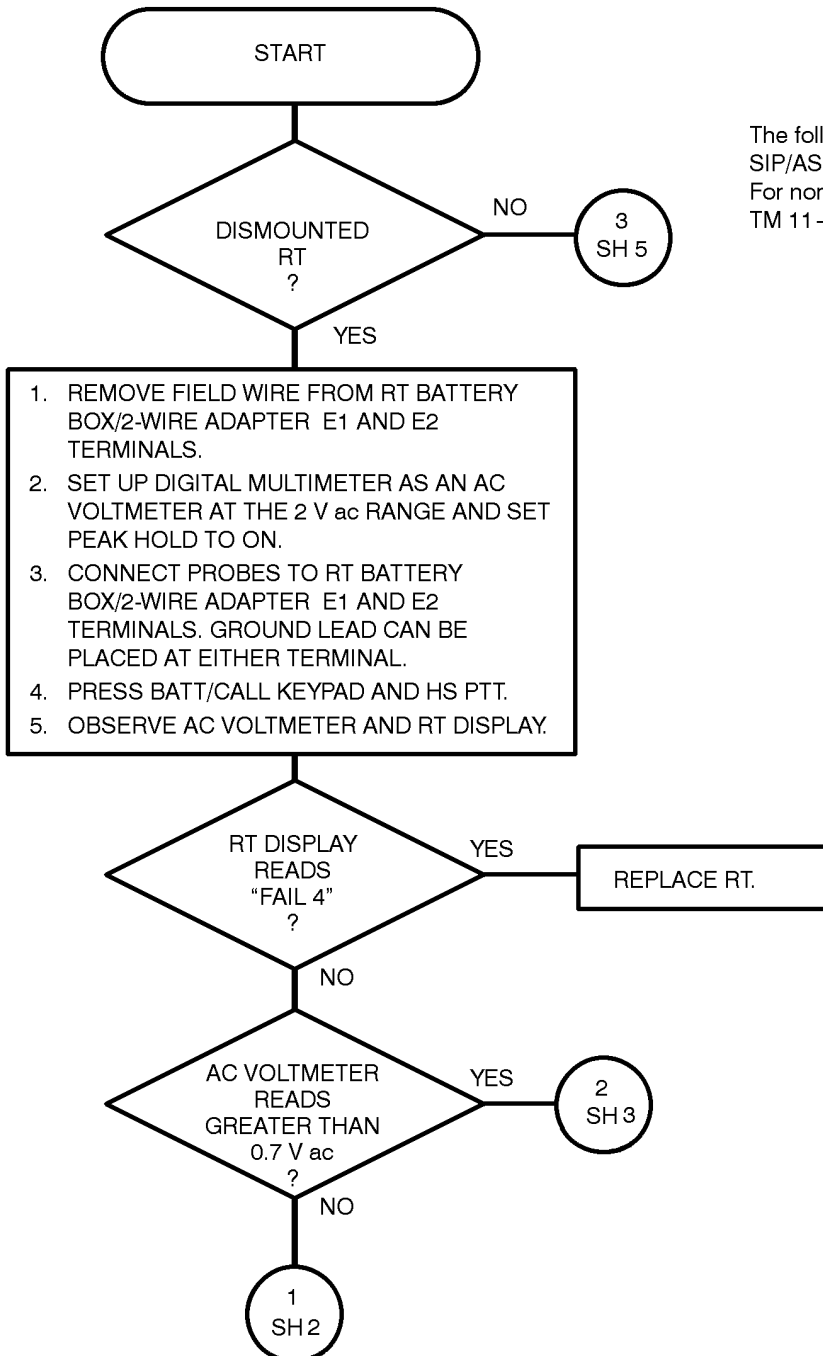 START
The foll
SIP/AS
For nor
TM 11-
DISMOUNTED
RT
?
NO
3
SH 5
YES
1. REMOVE FIELD WIRE FROM RT BATTERY
BOX/2-WIRE ADAPTER E1 AND E2
TERMINALS.
2. SET UP DIGITAL MULTIMETER AS AN AC
VOLTMETER AT THE 2 V ac RANGE AND SET
PEAK HOLD TO ON.
3. CONNECT PROBES TO RT BATTERY
BOX/2-WIRE ADAPTER E1 AND E2
TERMINALS. GROUND LEAD CAN BE
PLACED AT EITHER TERMINAL.
4. PRESS BATT/CALL KEYPAD AND HS PTT.
5. OBSERVE AC VOLTMETER AND RT DISPLAY.
RT DISPLAY
READS
“FAIL 4”
?
YES
REPLACE RT.
NO
AC VOLTMETER
READS
GREATER THAN
0.7 V ac
?
YES
2
SH 3
NO
1
SH 2